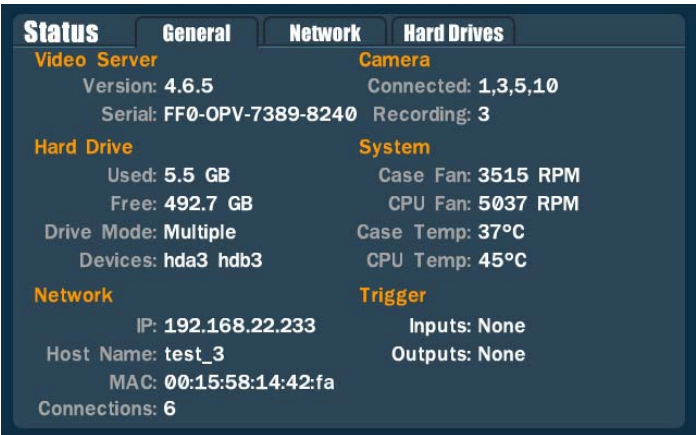 Status General Network Hard Drives
Video Server
Version: 4.6.5
Serial: FF0-OPV-7389-8240
Camera
Connected: 1,3,5,10
Recording: 3
Hard Drive
Used: 5.5 GB
Free: 492.7 GB
Drive Mode: Multiple
Devices: hda3 hdb3
System
Case Fan: 3515 RPM
CPU Fan: 5037 RPM
Case Temp: 37°C
CPU Temp: 45°C
Network
IP: 192.168.22.233
Host Name: test_3
MAC: 00:15:58:14:42:fa
Connections: 6
Trigger
Inputs: None
Outputs: None